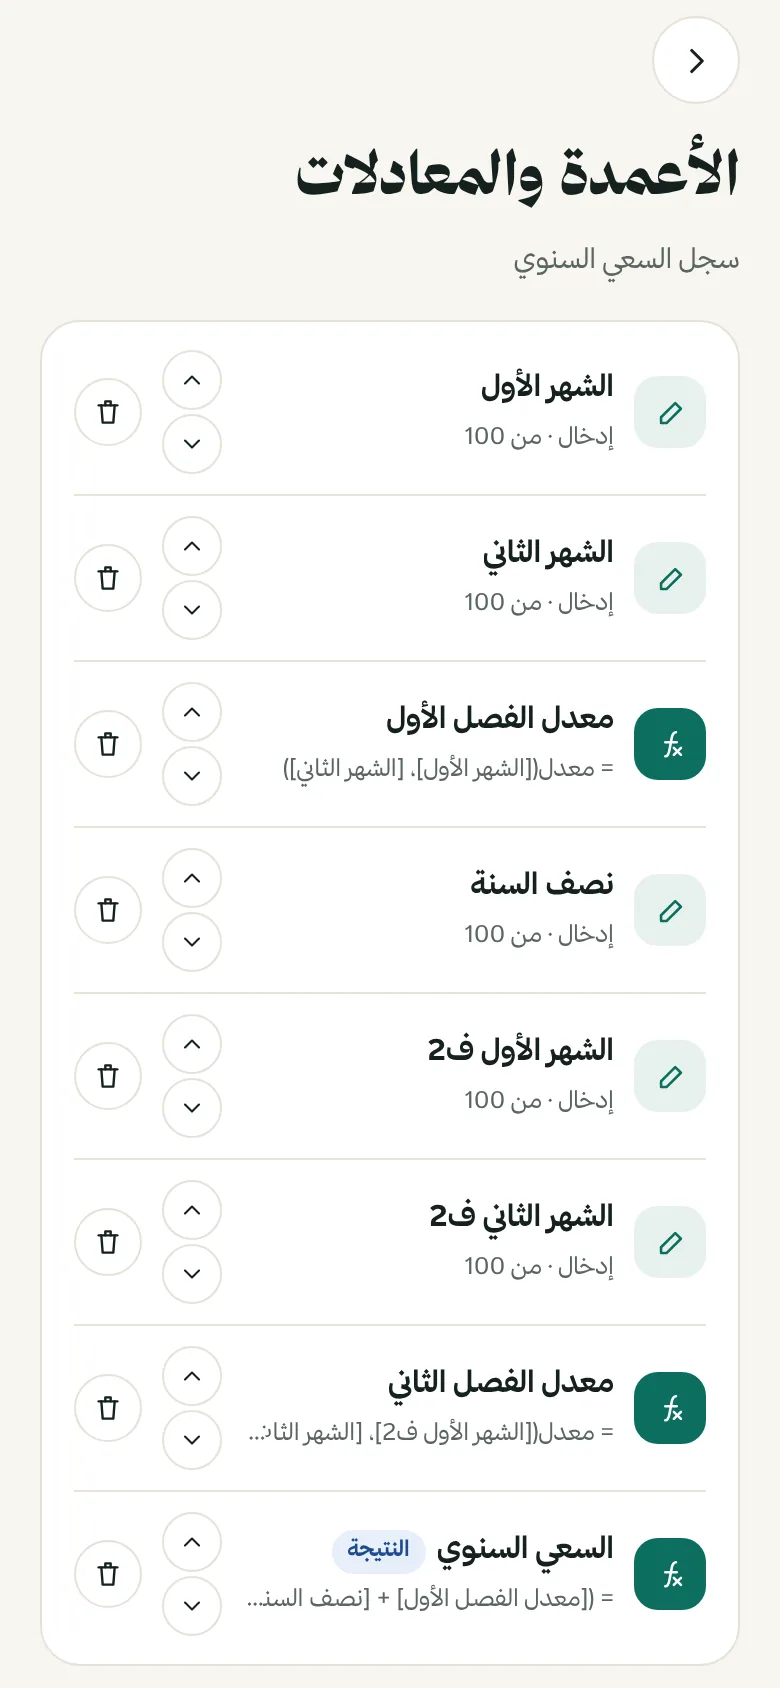 الأعمدة والمعادلات
سجل السعي السنوي
الشهر الأول
إدخال · من 100
الشهر الثاني
إدخال · من 100
معدل الفصل الأول
= معدل([الشهر الأول]، [الشهر الثاني])
نصف السنة
إدخال · من 100
الشهر الأول ف2
إدخال · من 100
الشهر الثاني ف2
إدخال · من 100
معدل الفصل الثاني
= معدل([الشهر الأول ف2]، [الشهر الثاني...
السعي السنوي النتيجة
= ([معدل الفصل الأول] + [نصف السنـ...